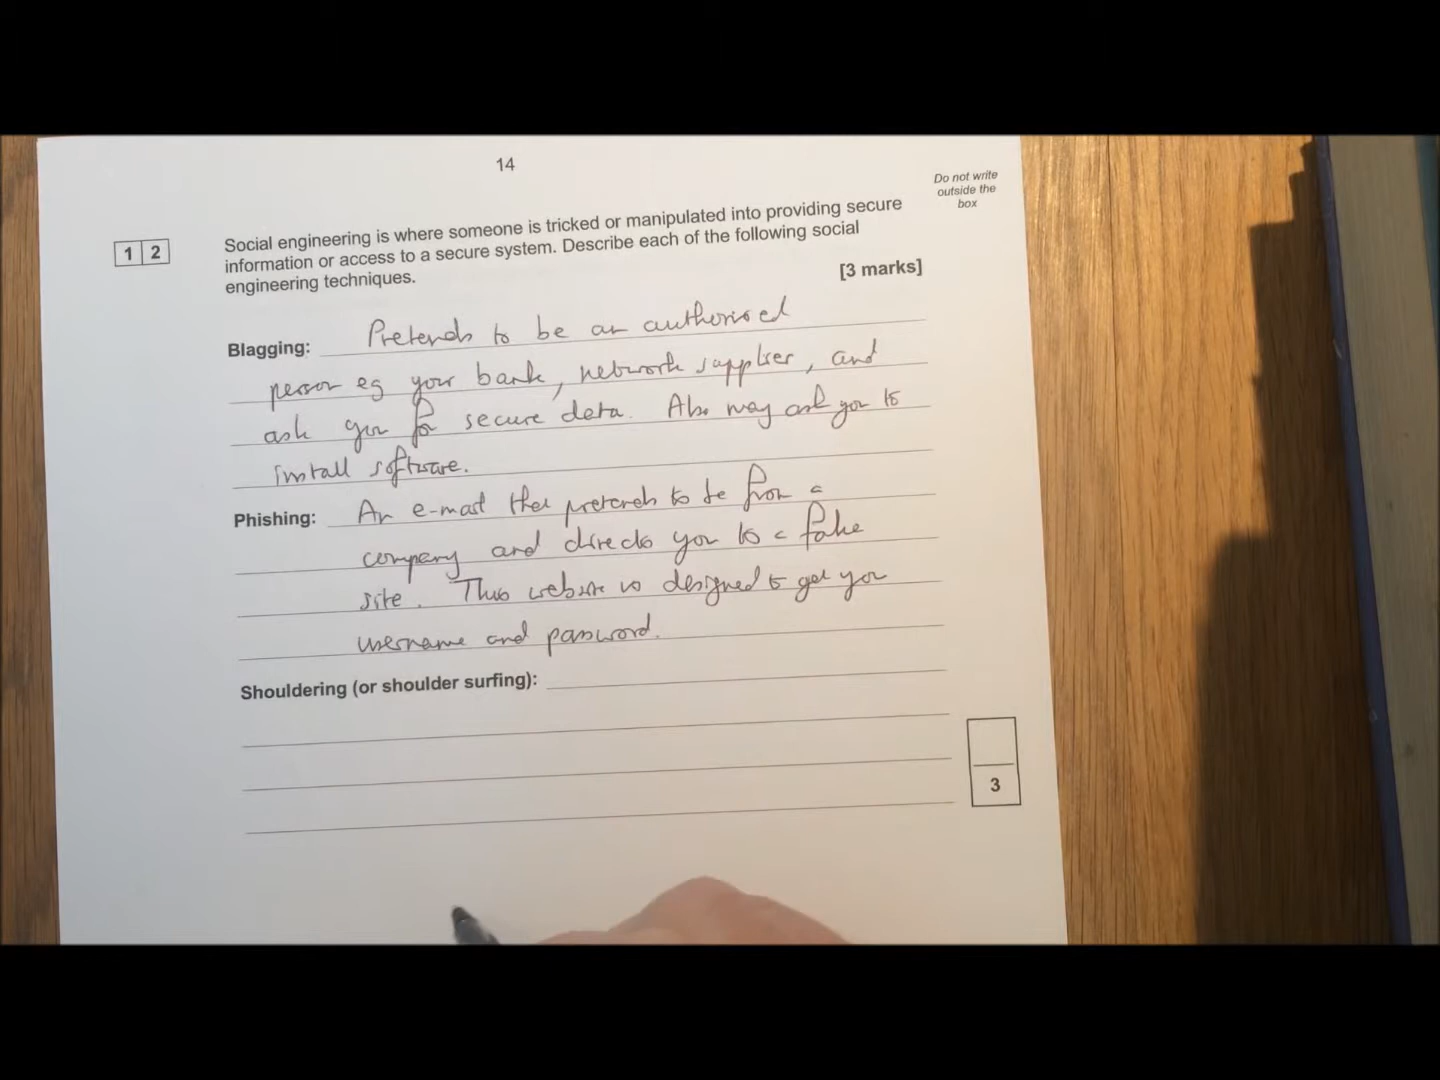 14
Do not write
outside the
box
1 2
Social engineering is where someone is tricked or manipulated into providing secure
information or access to a secure system. Describe each of the following social
engineering techniques.
[3 marks]
Blagging: Pretends to be an authorised
person eg your bank, network supplier, and
ask you for secure data. Also may ask you to
install software.
Phishing: An e-mail that pretends to be from a
company and directs you to a fake
site. This website is designed to get your
username and password.
Shouldering (or shoulder surfing):
3